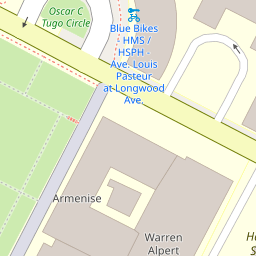 Oscar C
Tugo Circle
Blue Bikes
- HMS /
HSPH -
Ave. Louis
Pasteur
at Longwood
Ave.
Armenise
Warren
Alpert